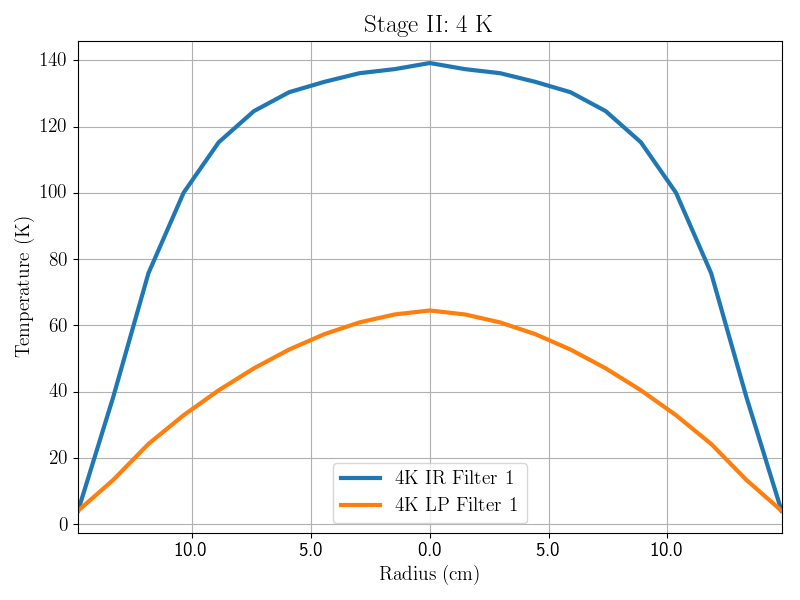 Stage II: 4 K
Temperature (K)
140
120
100
80
60
40
20
0
4K IR Filter 1
4K LP Filter 1
10.0 5.0 0.0 5.0 10.0
Radius (cm)